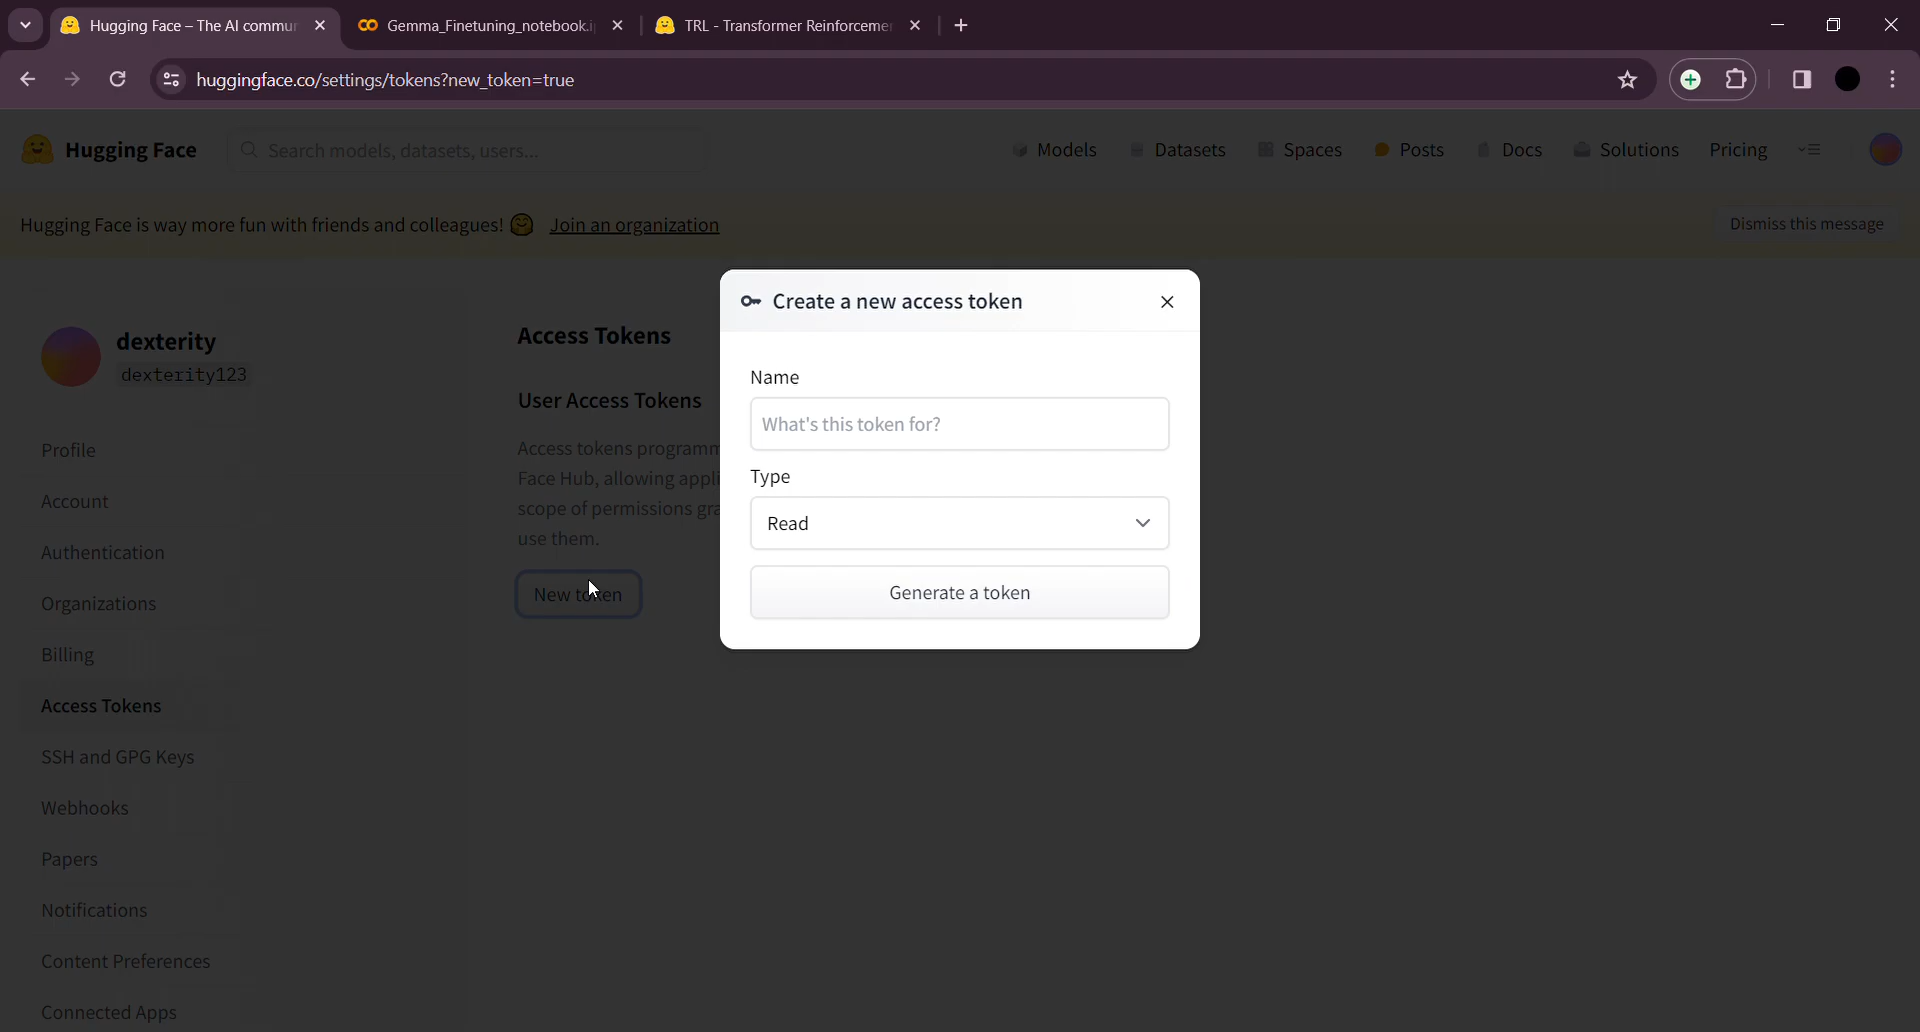 Hugging Face – The AI commun
Gemma_Finetuning_notebook.i
TRL - Transformer Reinforcemen
huggingface.co/settings/tokens?new_token=true
Hugging Face
Search models, datasets, users...
Models
Datasets
Spaces
Posts
Docs
Solutions
Pricing
Hugging Face is way more fun with friends and colleagues! 🤗 Join an organization
Dismiss this message
dexterity
dexterity123
Profile
Account
Authentication
Organizations
Billing
Access Tokens
SSH and GPG Keys
Webhooks
Papers
Notifications
Content Preferences
Connected Apps
Access Tokens
User Access Tokens
Access tokens programm
Face Hub, allowing appli
scope of permissions gra
use them.
New token
Create a new access token
Name
What's this token for?
Type
Read
Generate a token